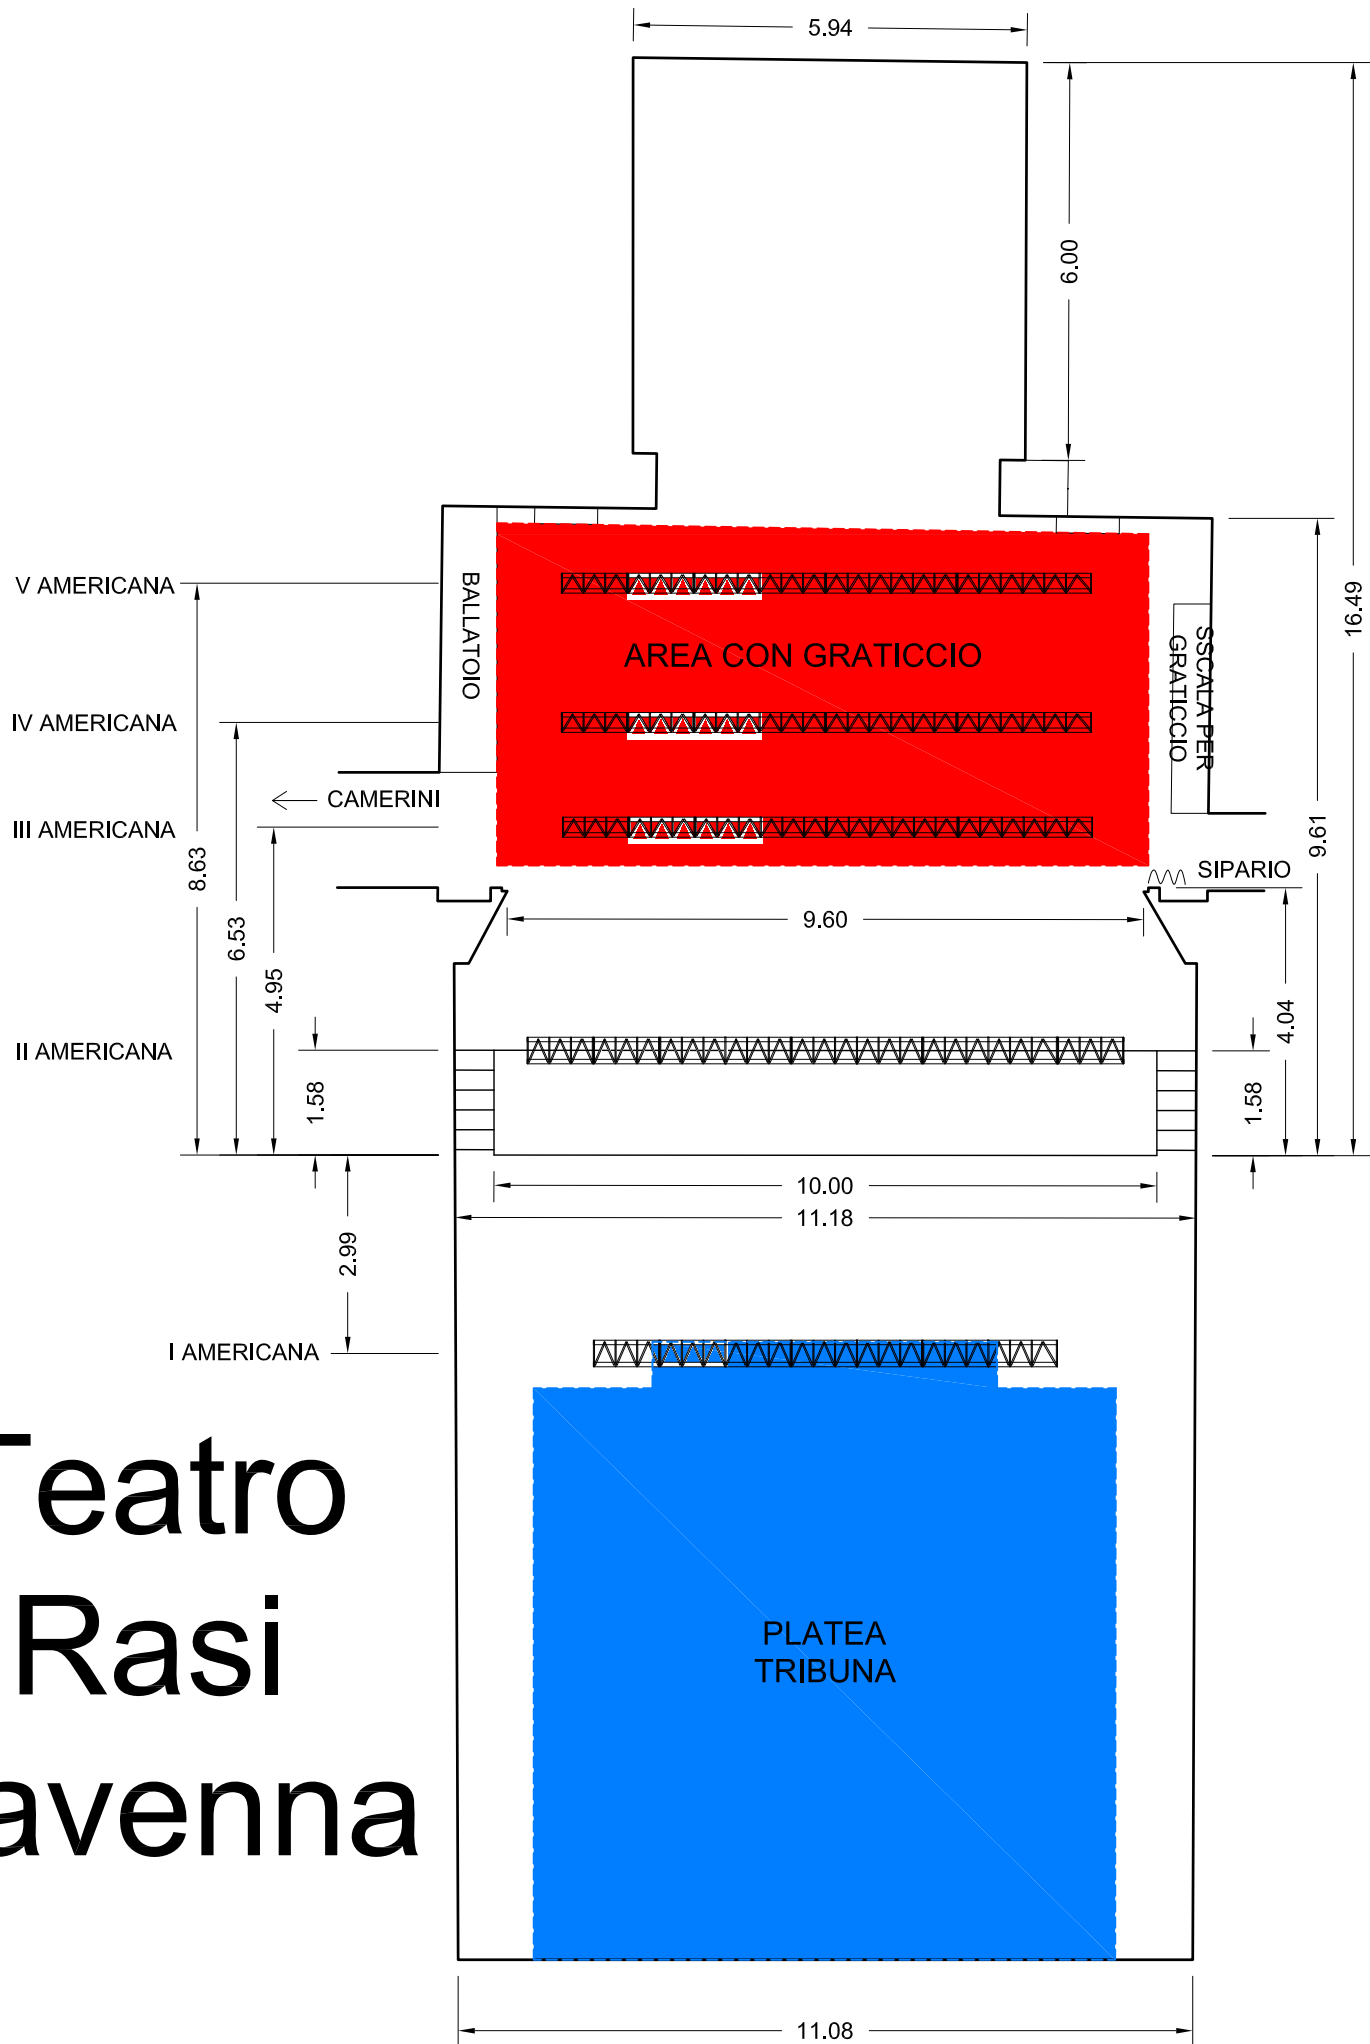 5.94
6.00
16.49
V AMERICANA
BALLATOIO
AREA CON GRATICCIO
SSCALA PER
GRATICCIO
IV AMERICANA
CAMERINI
III AMERICANA
8.63
6.53
4.95
9.61
SIPARIO
9.60
4.04
II AMERICANA
1.58
1.58
10.00
11.18
2.99
I AMERICANA
Teatro
Rasi
avenna
PLATEA
TRIBUNA
11.08